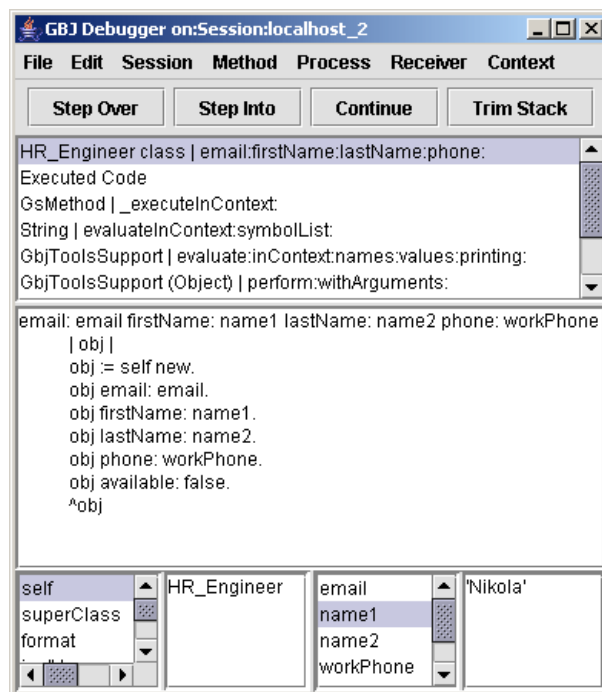 GBJ Debugger on:Session:localhost_2
File Edit Session Method Process Receiver Context
Step Over Step Into Continue Trim Stack
HR_Engineer class | email:firstName:lastName:phone:
Executed Code
GsMethod | _executeInContext:
String | evaluateInContext:symbolList:
GbjToolsSupport | evaluate:inContext:names:values:printing:
GbjToolsSupport (Object) | perform:withArguments:
email: email firstName: name1 lastName: name2 phone: workPhone
| obj |
obj := self new.
obj email: email.
obj firstName: name1.
obj lastName: name2.
obj phone: workPhone.
obj available: false.
^obj
self
superClass
format
HR_Engineer
email
name1
name2
workPhone
'Nikola'